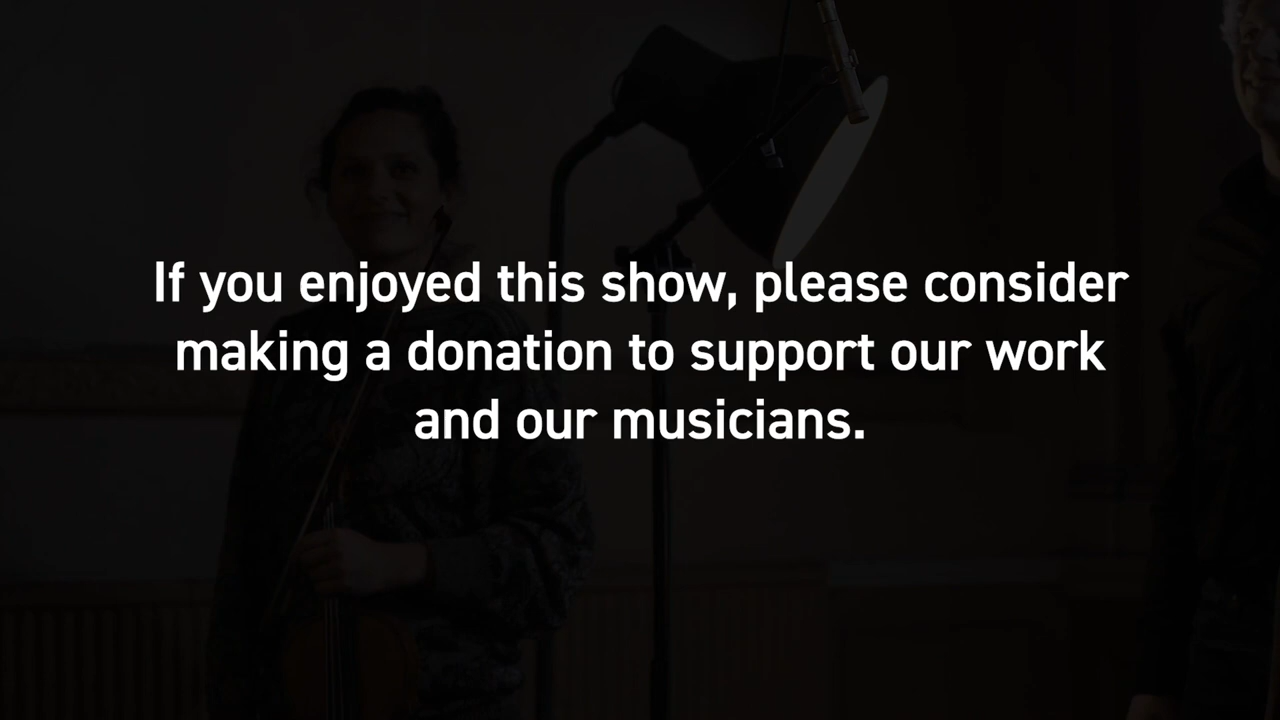 If you enjoyed this show, please consider
making a donation to support our work
and our musicians.